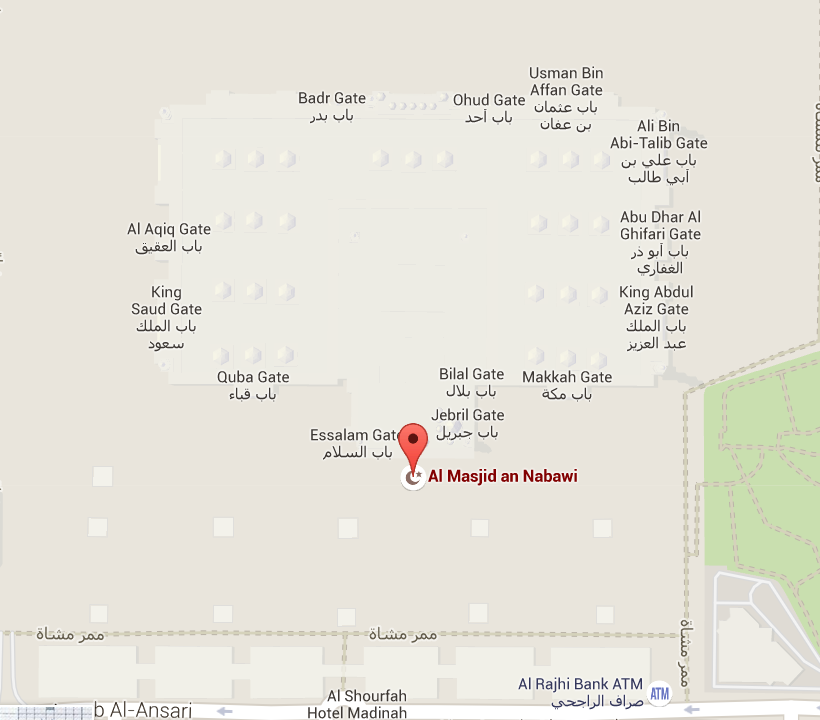 Usman Bin
Affan Gate
باب عثمان
بن عفان
Badr Gate
باب بدر
Ohud Gate
باب أحد
Ali Bin
Abi-Talib Gate
باب علي بن
أبي طالب
Al Aqiq Gate
باب العقيق
Abu Dhar Al
Ghifari Gate
باب أبو ذر
الغفاري
King
Saud Gate
باب الملك
سعود
King Abdul
Aziz Gate
باب الملك
عبد العزيز
Quba Gate
باب قباء
Bilal Gate
باب بلال
Makkah Gate
باب مكة
Jebril Gate
باب جبريل
Essalam Gate
باب السلام
Al Masjid an Nabawi
ممر مشاة
ممر مشاة
ممر مشاة
Al Rajhi Bank ATM
صراف الراجحي
ATM
Al Shourfah
Hotel Madinah
b Al-Ansari